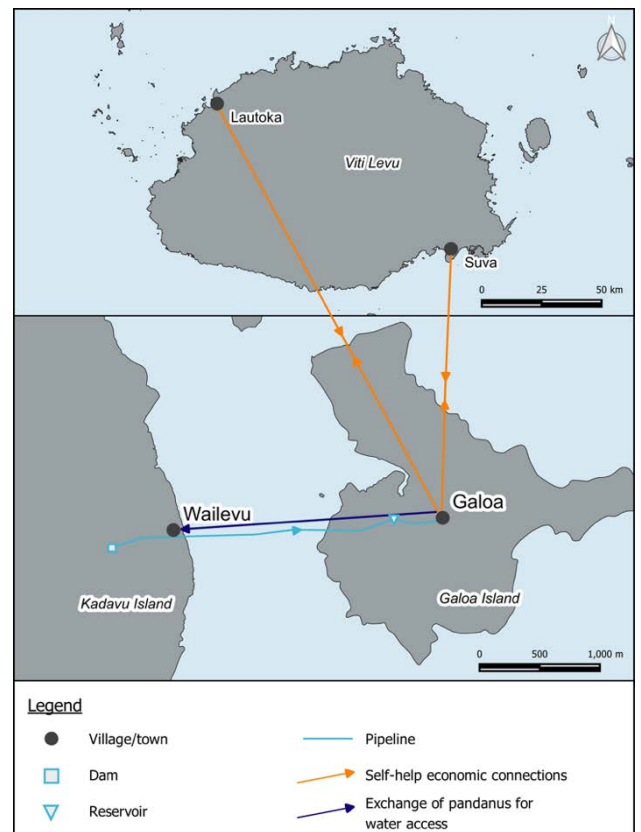 N
Lautoka
Viti Levu
Suva
0 25 50 km
Wailevu
Galoa
Kadavu Island
Galoa Island
0 500 1,000 m
Legend
Village/town
Pipeline
Dam
Self-help economic connections
Reservoir
Exchange of pandanus for
water access